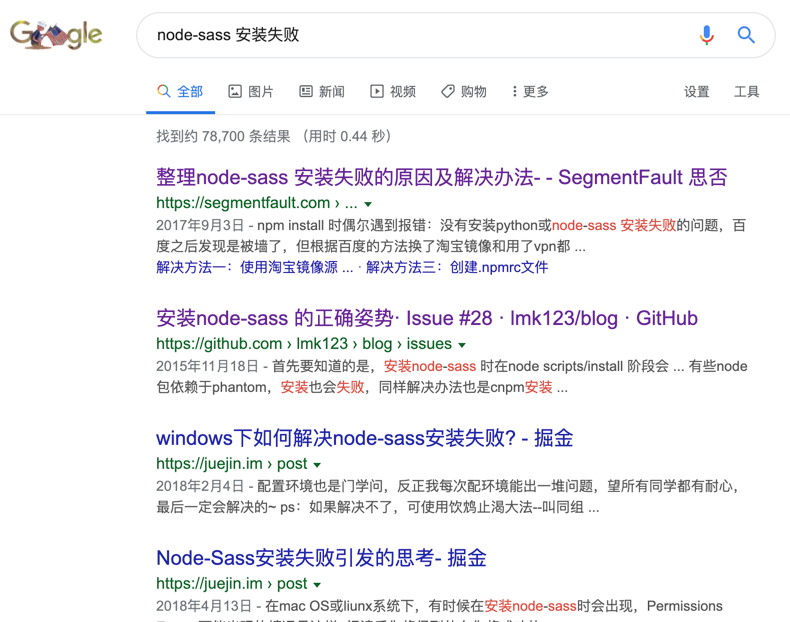 Google
node-sass 安装失败
全部 图片 新闻 视频 购物 更多 设置 工具
找到约 78,700 条结果 （用时 0.44 秒）
整理node-sass 安装失败的原因及解决办法- - SegmentFault 思否
https://segmentfault.com › ...
2017年9月3日 - npm install 时偶尔遇到报错：没有安装python或node-sass 安装失败的问题，百
度之后发现是被墙了，但根据百度的方法换了淘宝镜像和用了vpn都 ...
解决方法一：使用淘宝镜像源 ... · 解决方法三：创建.npmrc文件
安装node-sass 的正确姿势· Issue #28 · lmk123/blog · GitHub
https://github.com › lmk123 › blog › issues
2015年11月18日 - 首先要知道的是，安装node-sass 时在node scripts/install 阶段会 ... 有些node
包依赖于phantom，安装也会失败，同样解决办法也是cnpm安装 ...
windows下如何解决node-sass安装失败? - 掘金
https://juejin.im › post
2018年2月4日 - 配置环境也是门学问，反正我每次配环境能出一堆问题，望所有同学都有耐心，
最后一定会解决的~ ps：如果解决不了，可使用饮鸩止渴大法--叫同组 ...
Node-Sass安装失败引发的思考- 掘金
https://juejin.im › post
2018年4月13日 - 在mac OS或liunx系统下，有时候在安装node-sass时会出现，Permissions